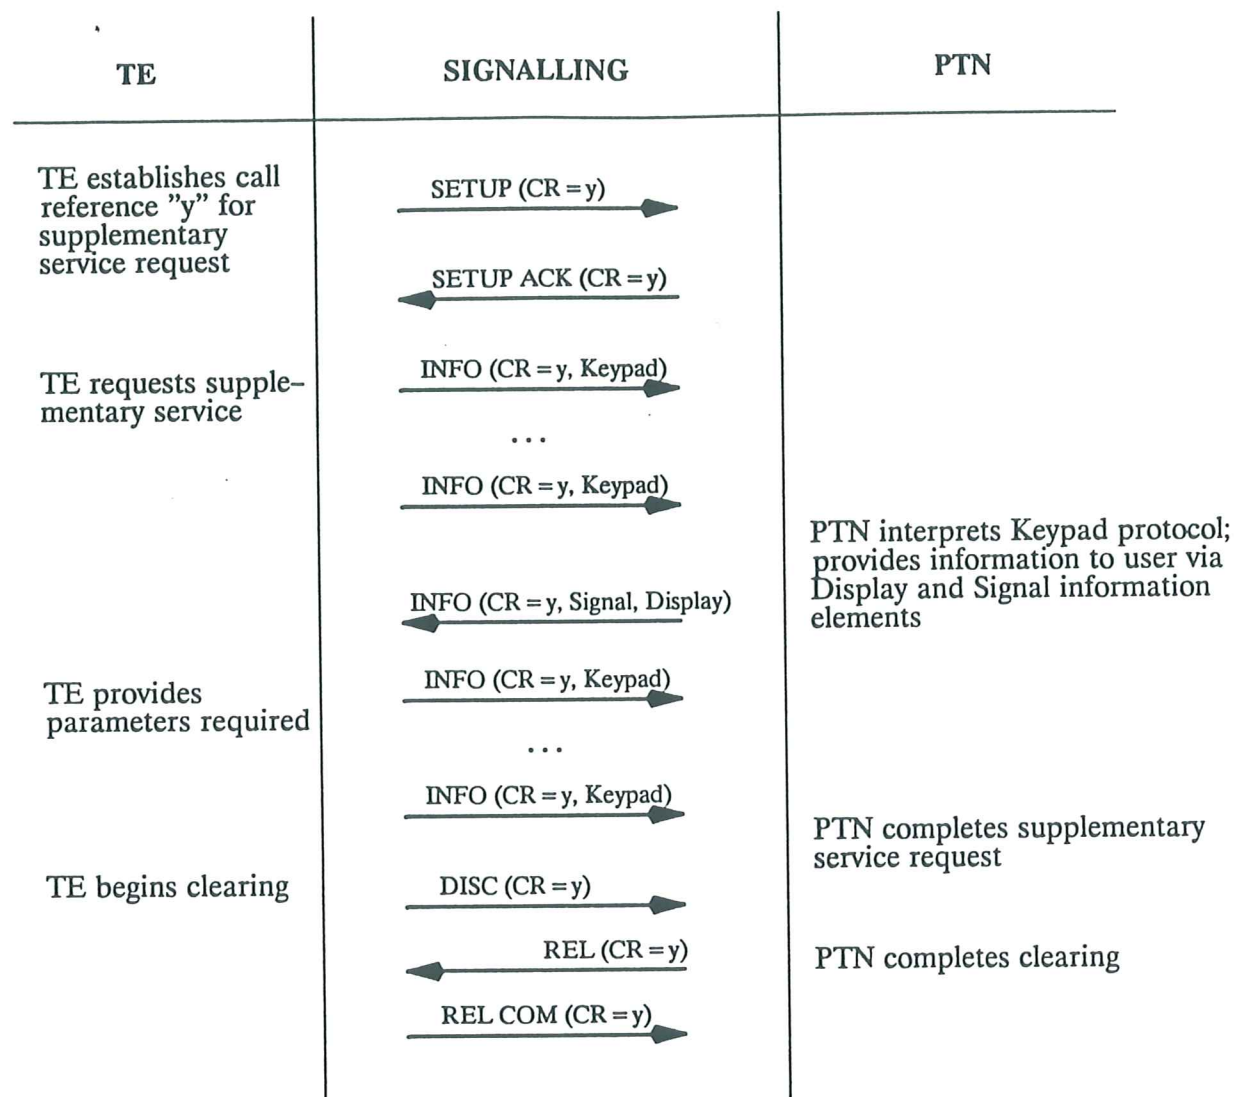 TE
SIGNALLING
PTN
TE establishes call
reference ”y” for
supplementary
service request
SETUP (CR = y)
SETUP ACK (CR = y)
TE requests supple–
mentary service
INFO (CR = y, Keypad)
...
INFO (CR = y, Keypad)
PTN interprets Keypad protocol;
provides information to user via
Display and Signal information
elements
INFO (CR = y, Signal, Display)
TE provides
parameters required
INFO (CR = y, Keypad)
...
INFO (CR = y, Keypad)
PTN completes supplementary
service request
TE begins clearing
DISC (CR = y)
REL (CR = y)
PTN completes clearing
REL COM (CR = y)